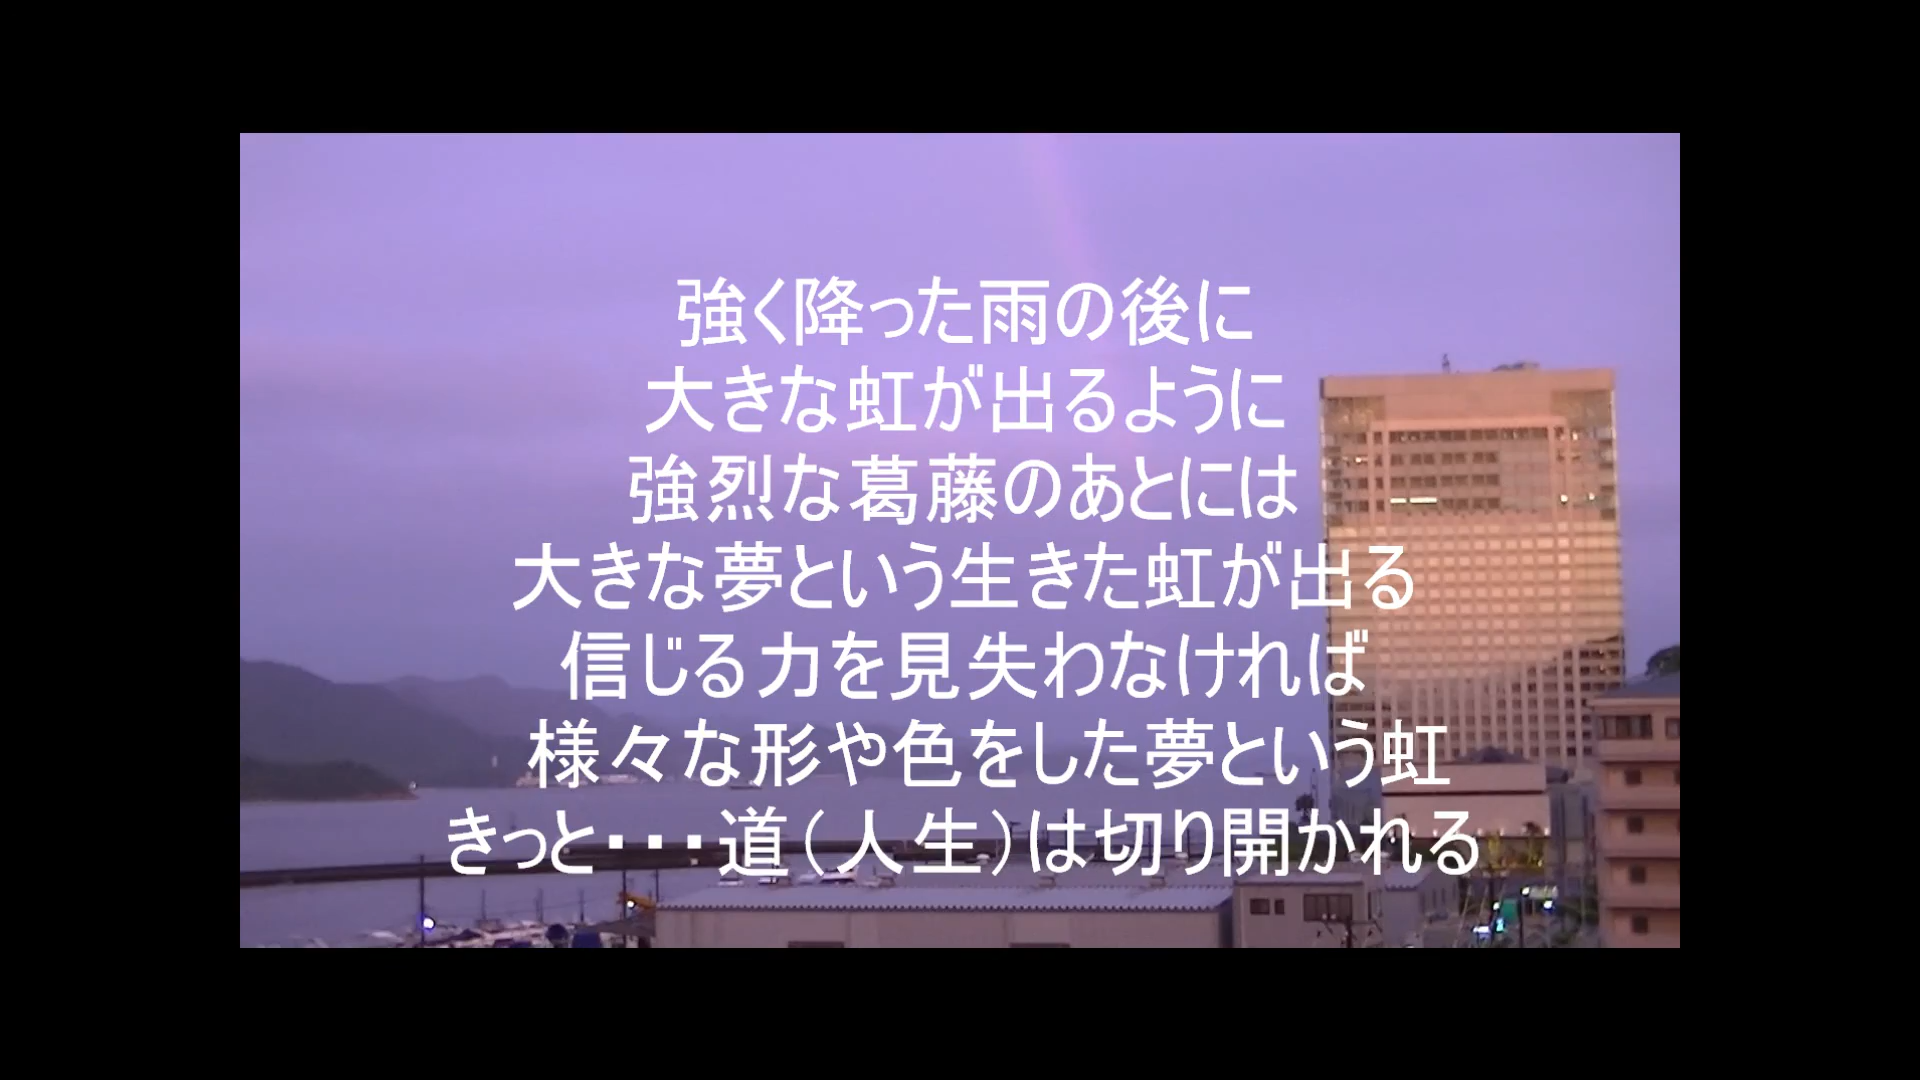 強く降った雨の後に
大きな虹が出るように
強烈な葛藤のあとには
大きな夢という生きた虹が出る
信じる力を見失わなければ
様々な形や色をした夢という虹
きっと・・・道（人生）は切り開かれる